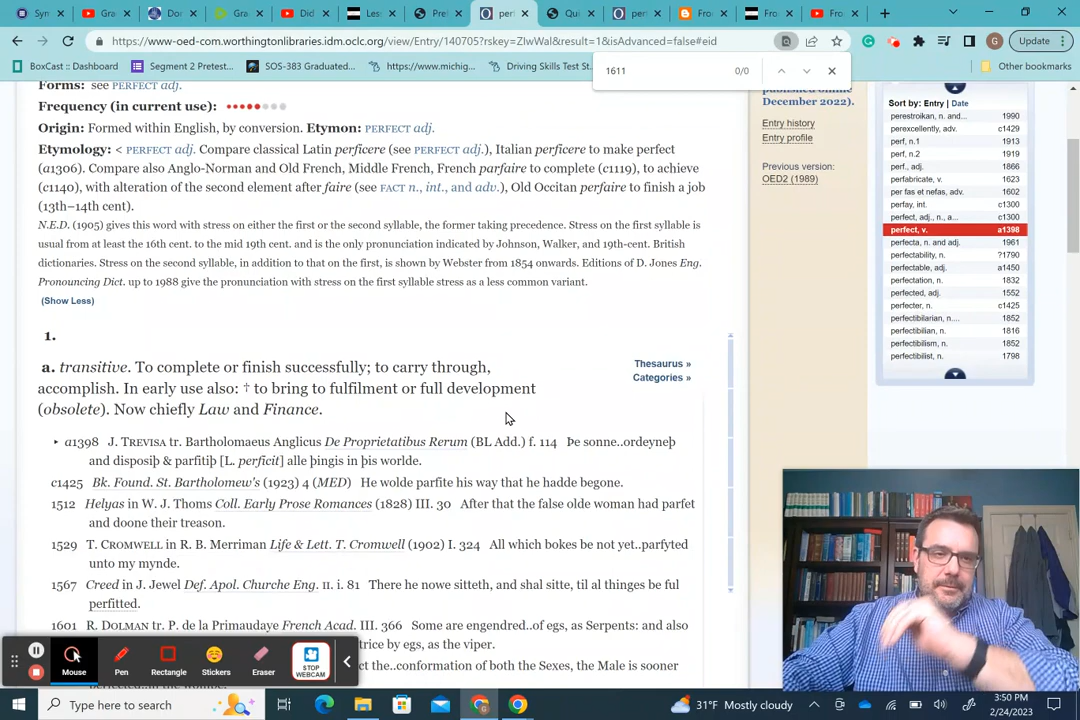 Syn
Gra
Do
Gra
Did
Les
Pre
perf
Qui
per
Fro
Fro
Fro
https://www-oed-com.worthingtonlibraries.idm.oclc.org/view/Entry/140705?rskey=ZIwWal&result=1&isAdvanced=false#eid
G
Update
BoxCast :: Dashboard
Segment 2 Pretest...
SOS-383 Graduated...
https://www.michig...
Driving Skills Test St...
Other bookmarks
1611
0/0
Forms: see PERFECT adj.
Frequency (in current use):
Origin: Formed within English, by conversion. Etymon: PERFECT adj.
Etymology: < PERFECT adj. Compare classical Latin perficere (see PERFECT adj.), Italian perficere to make perfect
(a1306). Compare also Anglo-Norman and Old French, Middle French, French parfaire to complete (c1119), to achieve
(c1140), with alteration of the second element after faire (see FACT n., int., and adv.), Old Occitan perfaire to finish a job
(13th–14th cent.).
N.E.D. (1905) gives this word with stress on either the first or the second syllable, the former taking precedence. Stress on the first syllable is
usual from at least the 16th cent. to the mid 19th cent. and is the only pronunciation indicated by Johnson, Walker, and 19th-cent. British
dictionaries. Stress on the second syllable, in addition to that on the first, is shown by Webster from 1854 onwards. Editions of D. Jones Eng.
Pronouncing Dict. up to 1988 give the pronunciation with stress on the first syllable stress as a less common variant.
(Show Less)
1.
a. transitive. To complete or finish successfully; to carry through,
accomplish. In early use also: † to bring to fulfilment or full development
(obsolete). Now chiefly Law and Finance.
Thesaurus »
Categories »
a1398 J. TREVISA tr. Bartholomaeus Anglicus De Proprietatibus Rerum (BL Add.) f. 114 Þe sonne..ordeyneþ
and disposiþ & parfitiþ [L. perficit] alle þingis in þis worlde.
c1425 Bk. Found. St. Bartholomew's (1923) 4 (MED) He wolde parfite his way that he hadde begone.
1512 Helyas in W. J. Thoms Coll. Early Prose Romances (1828) III. 30 After that the false olde woman had parfet
and doone their treason.
1529 T. CROMWELL in R. B. Merriman Life & Lett. T. Cromwell (1902) I. 324 All which bokes be not yet..parfyted
unto my mynde.
1567 Creed in J. Jewel Def. Apol. Churche Eng. II. i. 81 There he nowe sitteth, and shal sitte, til al thinges be ful
perfitted.
1601 R. DOLMAN tr. P. de la Primaudaye French Acad. III. 366 Some are engendred..of egs, as Serpents: and also
trice by egs, as the viper.
ct the..conformation of both the Sexes, the Male is sooner
published online
December 2022).
Entry history
Entry profile
Previous version:
OED2 (1989)
Sort by: Entry | Date
perestroikan, n. and... 1990
perexcellently, adv. c1429
perf, n.1 1913
perf, n.2 1919
perf., adj. 1866
perfabricate, v. 1623
per fas et nefas, adv. 1602
perfay, int. c1300
perfect, adj., n., a... c1300
perfect, v. a1398
perfecta, n. and adj. 1961
perfectability, n. ?1790
perfectable, adj. a1450
perfectation, n. 1832
perfected, adj. 1552
perfecter, n. c1425
perfectibilarian, n.... 1852
perfectibilian, n. 1816
perfectibilism, n. 1852
perfectibilist, n. 1798
Mouse
Pen
Rectangle
Stickers
Eraser
STOP
WEBCAM
Type here to search
31°F Mostly cloudy
3:50 PM
2/24/2023